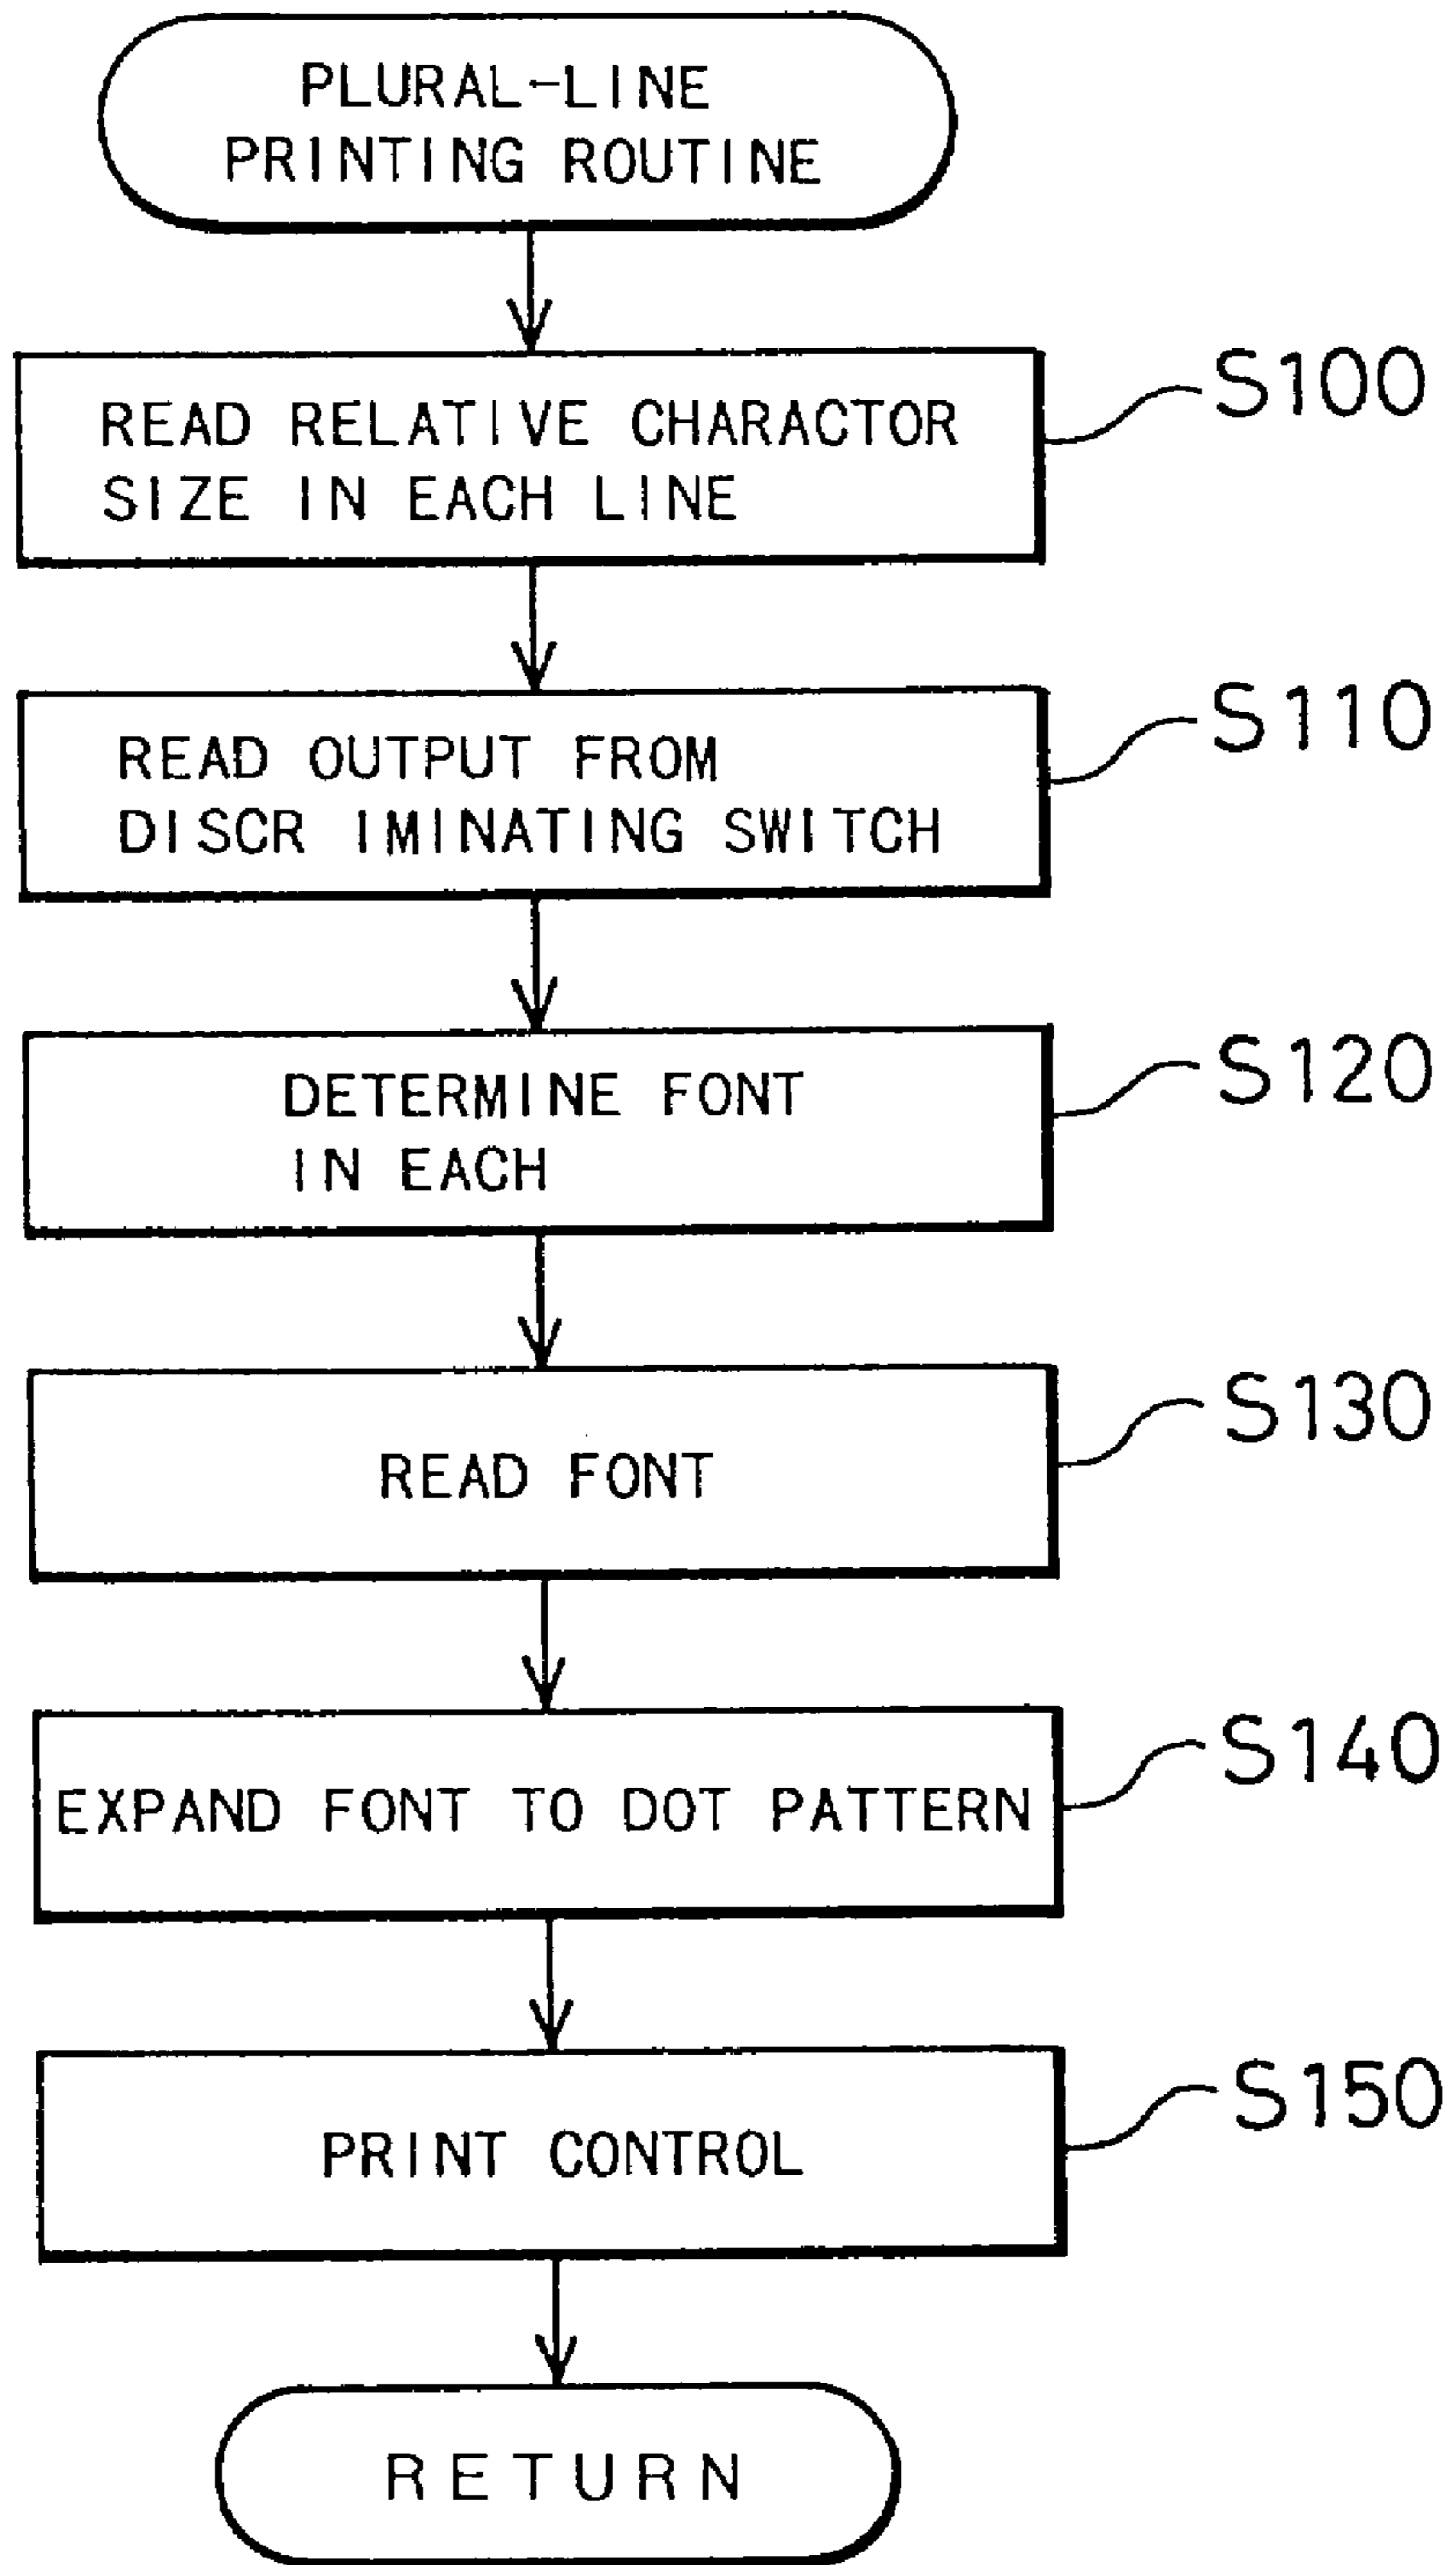 PLURAL-LINE
PRINTING ROUTINE
READ RELATIVE CHARACTOR
SIZE IN EACH LINE
S100
READ OUTPUT FROM
DISCR IMINATING SWITCH
S110
DETERMINE FONT
IN EACH
S120
READ FONT
S130
EXPAND FONT TO DOT PATTERN
S140
PRINT CONTROL
S150
RETURN